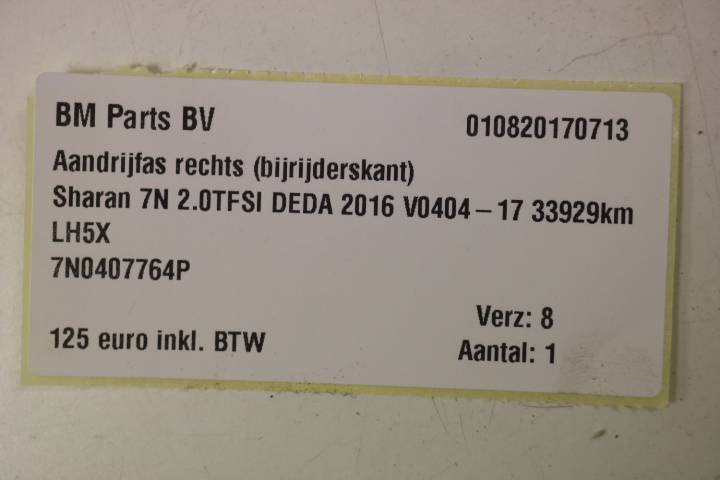 BM Parts BV 010820170713
Aandrijfas rechts (bijrijderskant)
Sharan 7N 2.0TFSI DEDA 2016 V0404 – 17 33929km
LH5X
7N0407764P
Verz: 8
125 euro inkl. BTW Aantal: 1